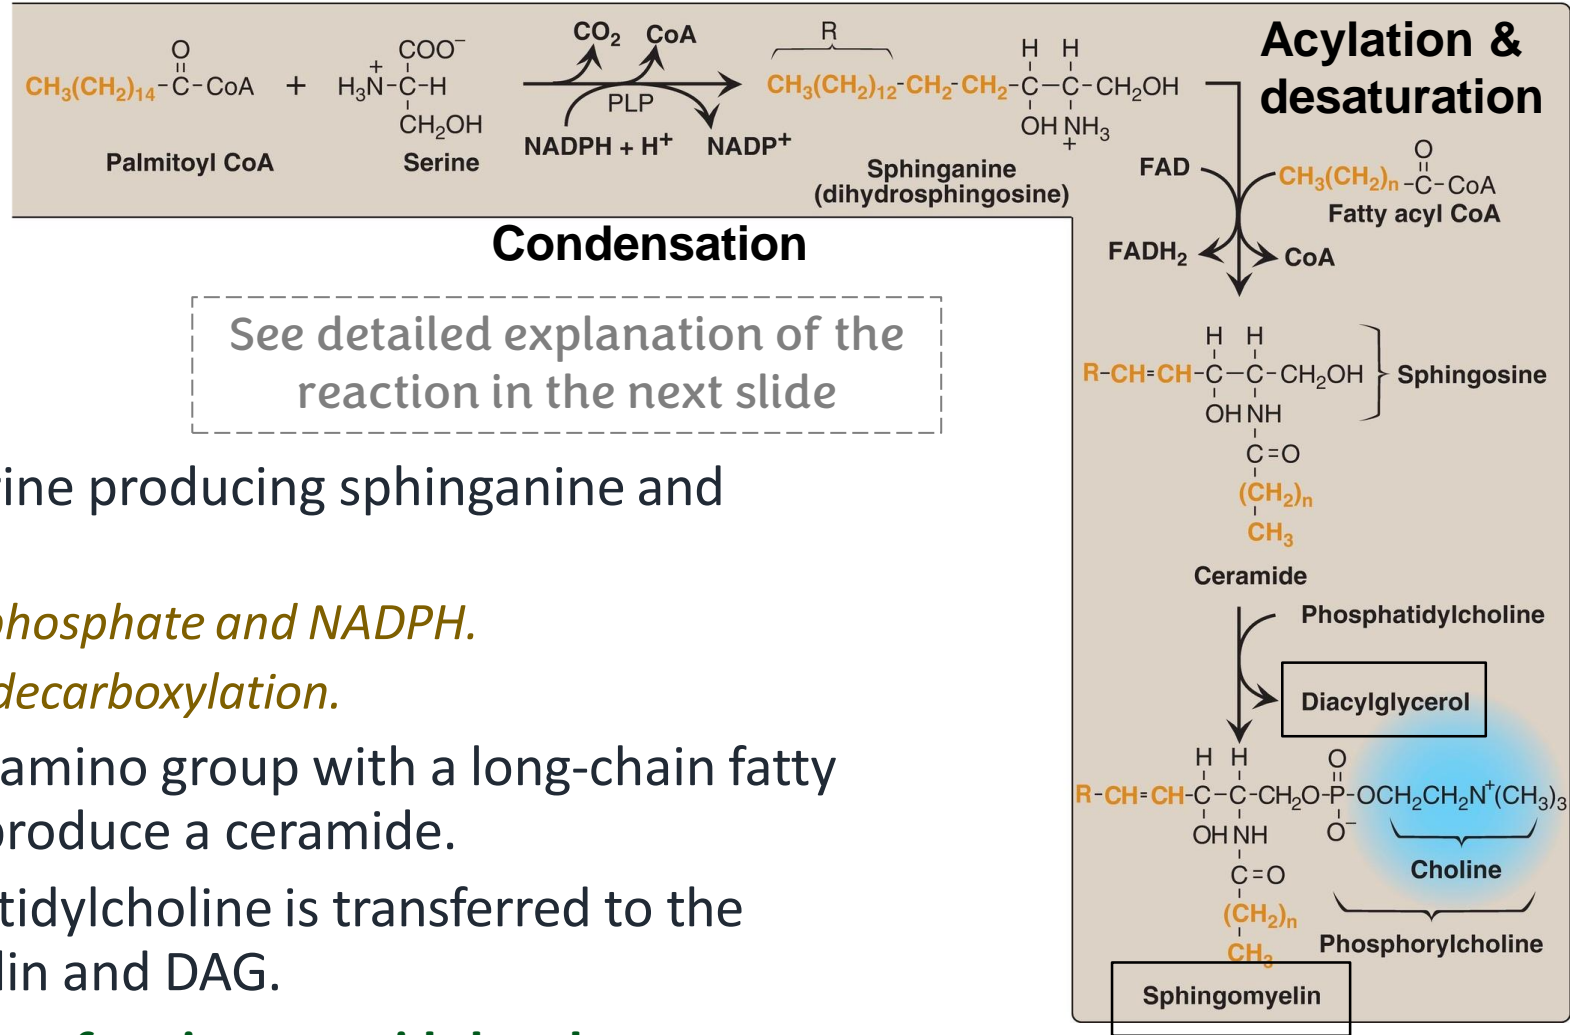 CH₃(CH₂)₁₄-C-CoA
O
Palmitoyl CoA
+
COO⁻
H₃N⁺-C-H
CH₂OH
Serine
CO₂ CoA
PLP
NADPH + H⁺ NADP⁺
R
H H
CH₃(CH₂)₁₂-CH₂-CH₂-C-C-CH₂OH
OH NH₃
+
Sphinganine
(dihydrosphingosine)
Acylation &
desaturation
FAD
O
CH₃(CH₂)n-C-CoA
Fatty acyl CoA
FADH₂
CoA
Condensation
See detailed explanation of the
reaction in the next slide
H H
R-CH=CH-C-C-CH₂OH
Sphingosine
OH NH
C=O
(CH₂)n
CH₃
Ceramide
rine producing sphinganine and
phosphate and NADPH.
decarboxylation.
amino group with a long-chain fatty
produce a ceramide.
tidylcholine is transferred to the
lin and DAG.
Phosphatidylcholine
Diacylglycerol
H H O
R-CH=CH-C-C-CH₂O-P-OCH₂CH₂N⁺(CH₃)₃
OH NH O⁻
C=O
(CH₂)n
CH₃
Choline
Phosphorylcholine
Sphingomyelin